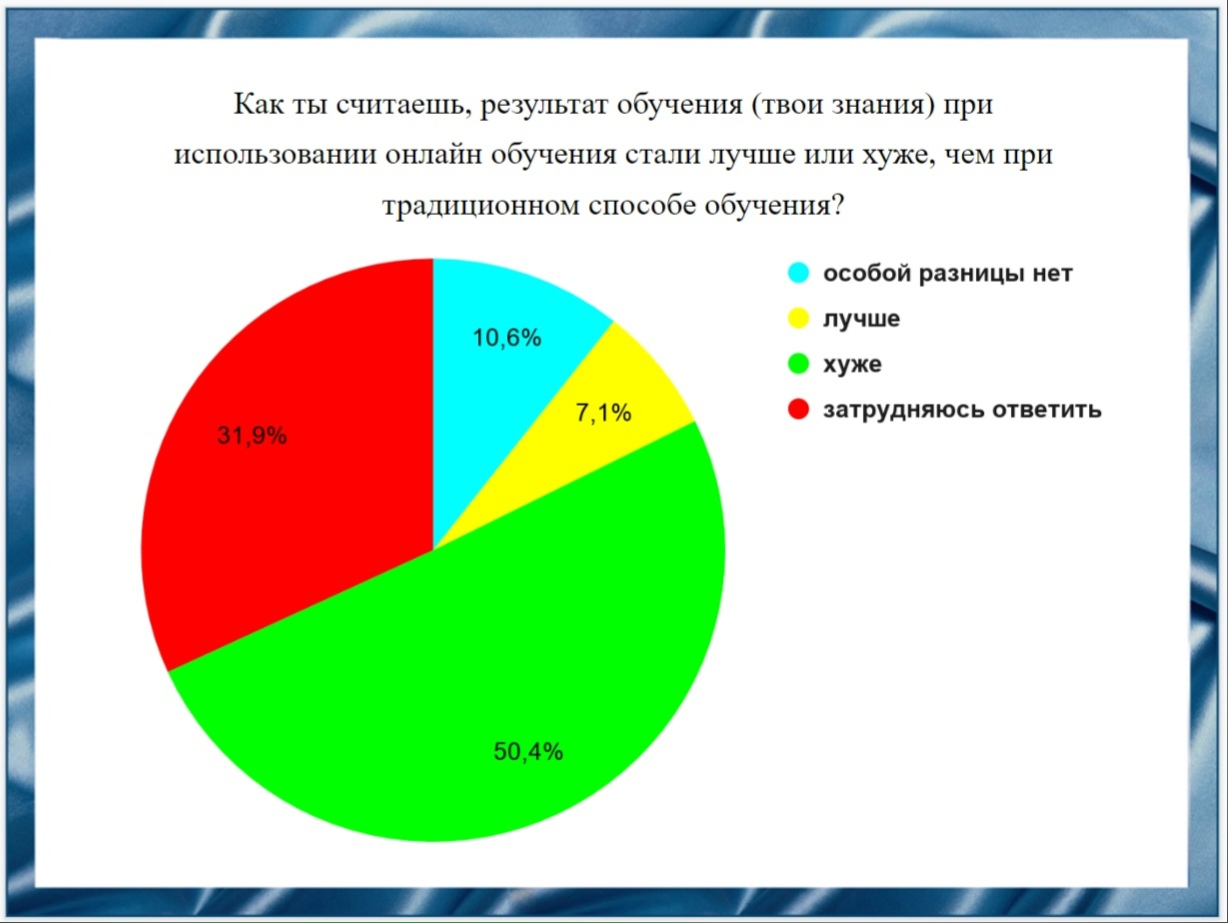 Как ты считаешь, результат обучения (твои знания) при
использовании онлайн обучения стали лучше или хуже, чем при
традиционном способе обучения?
особой разницы нет
лучше
хуже
затрудняюсь ответить
10,6%
7,1%
31,9%
50,4%